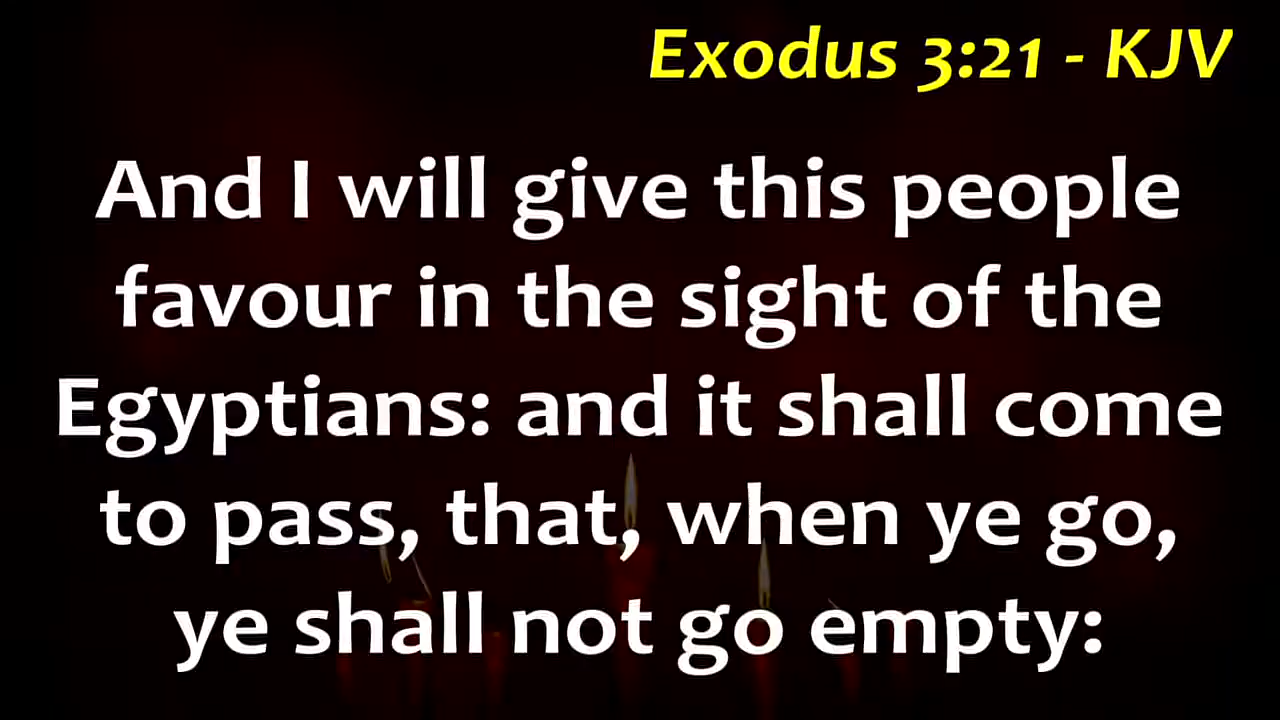 Exodus 3:21 - KJV
And I will give this people
favour in the sight of the
Egyptians: and it shall come
to pass, that, when ye go,
ye shall not go empty: